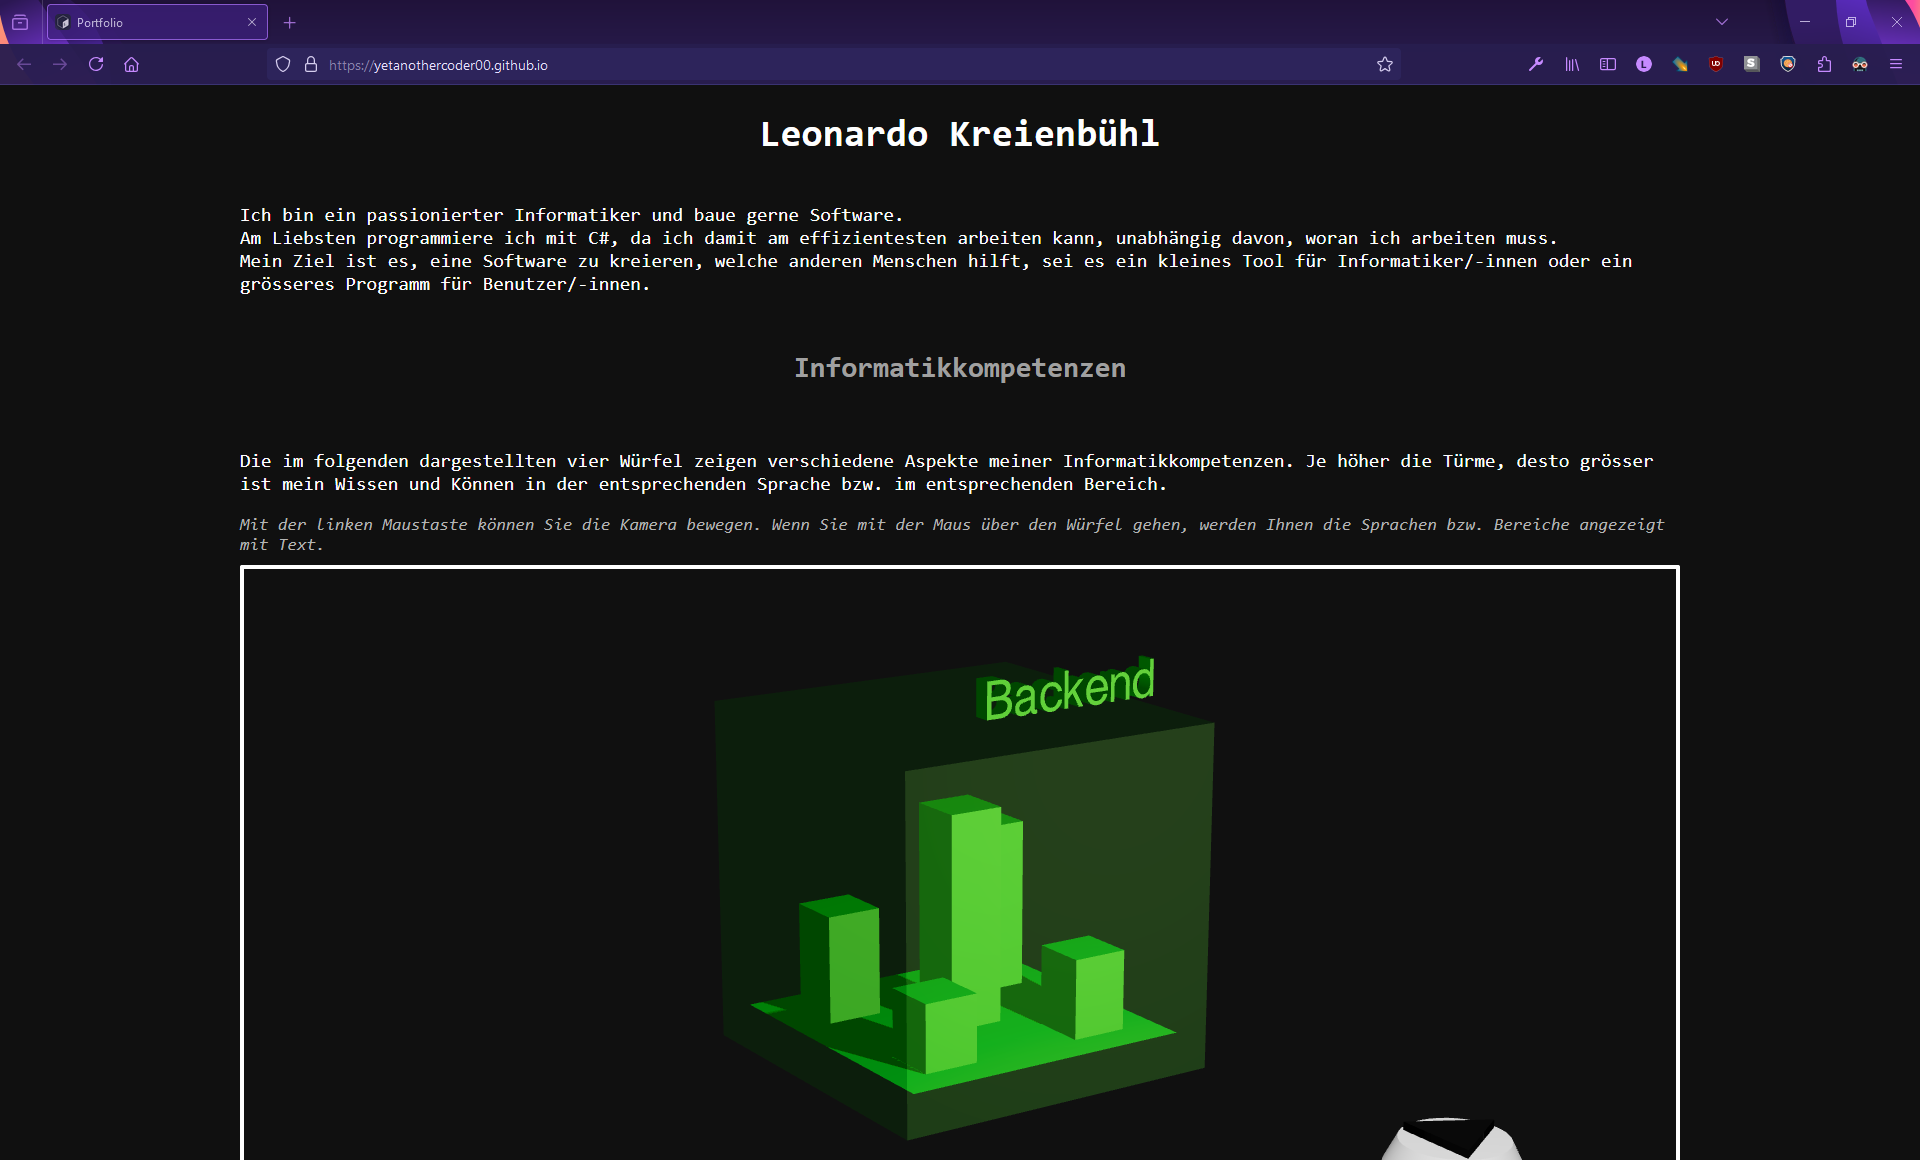 Portfolio
https://yetanothercoder00.github.io
Leonardo Kreienbühl
Ich bin ein passionierter Informatiker und baue gerne Software.
Am Liebsten programmiere ich mit C#, da ich damit am effizientesten arbeiten kann, unabhängig davon, woran ich arbeiten muss.
Mein Ziel ist es, eine Software zu kreieren, welche anderen Menschen hilft, sei es ein kleines Tool für Informatiker/-innen oder ein
grösseres Programm für Benutzer/-innen.
Informatikkompetenzen
Die im folgenden dargestellten vier Würfel zeigen verschiedene Aspekte meiner Informatikkompetenzen. Je höher die Türme, desto grösser
ist mein Wissen und Können in der entsprechenden Sprache bzw. im entsprechenden Bereich.
Mit der linken Maustaste können Sie die Kamera bewegen. Wenn Sie mit der Maus über den Würfel gehen, werden Ihnen die Sprachen bzw. Bereiche angezeigt
mit Text.
Backend